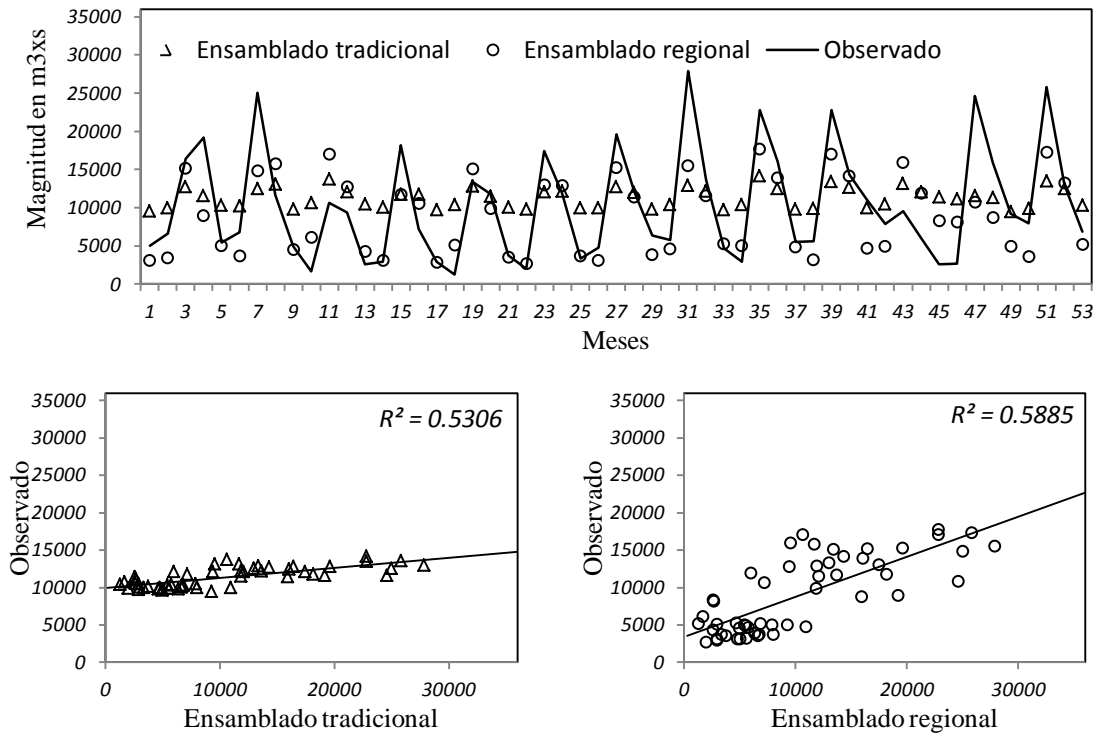 35000
30000
25000
20000
15000
10000
5000
0
Magnitud en m3xs
Ensamblado tradicional Ensamblado regional Observado
1 3 5 7 9 11 13 15 17 19 21 23 25 27 29 31 33 35 37 39 41 43 45 47 49 51 53
Meses
35000
30000
25000
20000
15000
10000
5000
0
Observado
R² = 0.5306
0 10000 20000 30000
Ensamblado tradicional
35000
30000
25000
20000
15000
10000
5000
0
Observado
R² = 0.5885
0 10000 20000 30000
Ensamblado regional